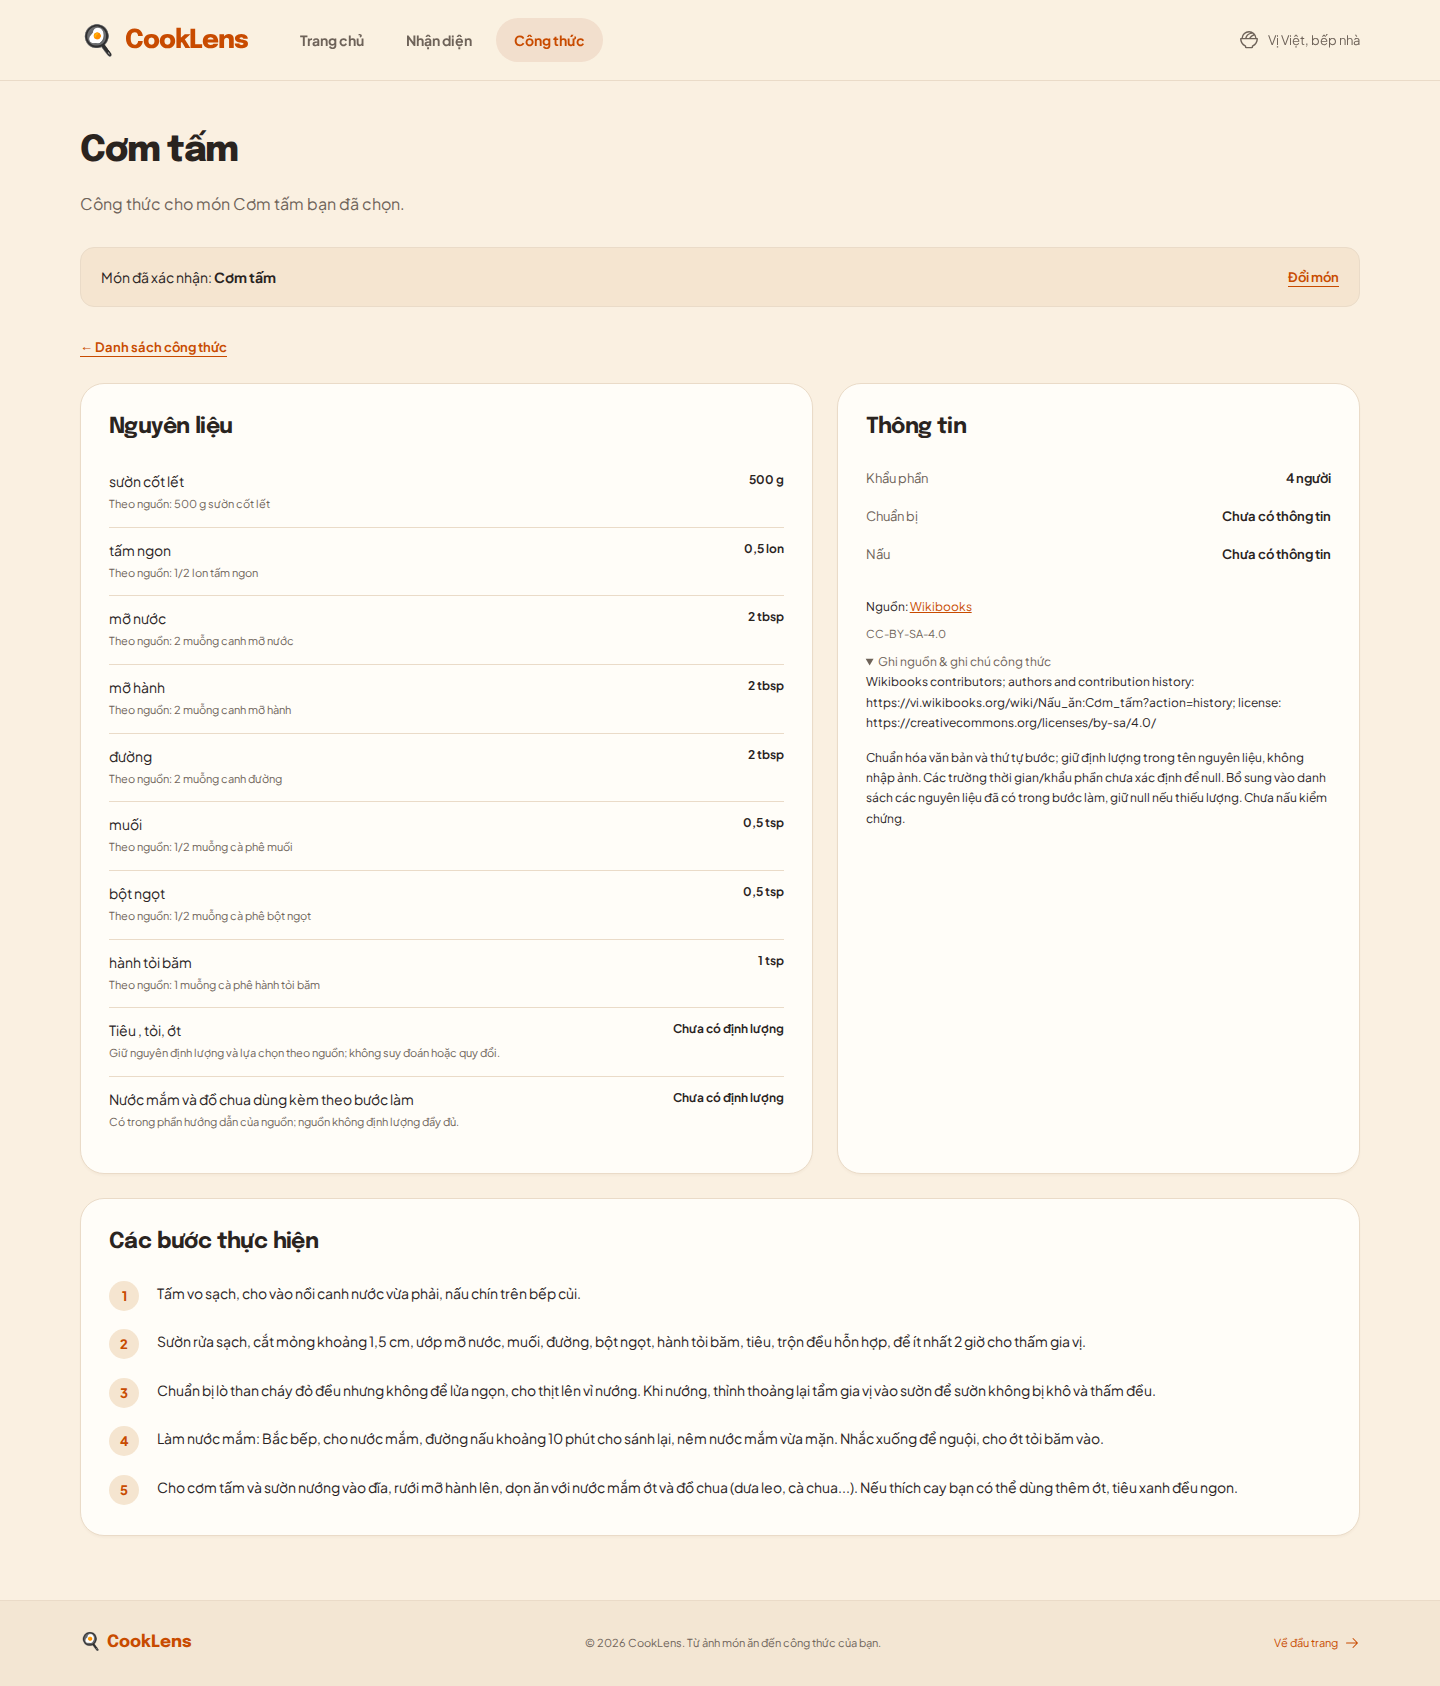 CookLens
Trang chủ
Nhận diện
Công thức
Vị Việt, bếp nhà
Cơm tấm
Công thức cho món Cơm tấm bạn đã chọn.
Món đã xác nhận: Cơm tấm
Đổi món
← Danh sách công thức
Nguyên liệu
sườn cốt lết
500 g
Theo nguồn: 500 g sườn cốt lết
tấm ngon
0,5 lon
Theo nguồn: 1/2 lon tấm ngon
mỡ nước
2 tbsp
Theo nguồn: 2 muỗng canh mỡ nước
mỡ hành
2 tbsp
Theo nguồn: 2 muỗng canh mỡ hành
đường
2 tbsp
Theo nguồn: 2 muỗng canh đường
muối
0,5 tsp
Theo nguồn: 1/2 muỗng cà phê muối
bột ngọt
0,5 tsp
Theo nguồn: 1/2 muỗng cà phê bột ngọt
hành tỏi băm
1 tsp
Theo nguồn: 1 muỗng cà phê hành tỏi băm
Tiêu , tỏi, ớt
Chưa có định lượng
Giữ nguyên định lượng và lựa chọn theo nguồn; không suy đoán hoặc quy đổi.
Nước mắm và đồ chua dùng kèm theo bước làm
Chưa có định lượng
Có trong phần hướng dẫn của nguồn; nguồn không định lượng đầy đủ.
Thông tin
Khẩu phần
4 người
Chuẩn bị
Chưa có thông tin
Nấu
Chưa có thông tin
Nguồn: Wikibooks
CC-BY-SA-4.0
▼ Ghi nguồn & ghi chú công thức
Wikibooks contributors; authors and contribution history:
https://vi.wikibooks.org/wiki/Nấu_ăn:Cơm_tấm?action=history; license:
https://creativecommons.org/licenses/by-sa/4.0/
Chuẩn hóa văn bản và thứ tự bước; giữ định lượng trong tên nguyên liệu, không
nhập ảnh. Các trường thời gian/khẩu phần chưa xác định để null. Bổ sung vào danh
sách các nguyên liệu đã có trong bước làm, giữ null nếu thiếu lượng. Chưa nấu kiểm
chứng.
Các bước thực hiện
1 Tấm vo sạch, cho vào nồi canh nước vừa phải, nấu chín trên bếp củi.
2 Sườn rửa sạch, cắt mỏng khoảng 1,5 cm, ướp mỡ nước, muối, đường, bột ngọt, hành tỏi băm, tiêu, trộn đều hỗn hợp, để ít nhất 2 giờ cho thấm gia vị.
3 Chuẩn bị lò than cháy đỏ đều nhưng không để lửa ngọn, cho thịt lên vỉ nướng. Khi nướng, thỉnh thoảng lại tẩm gia vị vào sườn để sườn không bị khô và thấm đều.
4 Làm nước mắm: Bắc bếp, cho nước mắm, đường nấu khoảng 10 phút cho sánh lại, nêm nước mắm vừa mặn. Nhắc xuống để nguội, cho ớt tỏi băm vào.
5 Cho cơm tấm và sườn nướng vào đĩa, rưới mỡ hành lên, dọn ăn với nước mắm ớt và đồ chua (dưa leo, cà chua...). Nếu thích cay bạn có thể dùng thêm ớt, tiêu xanh đều ngon.
CookLens
© 2026 CookLens. Từ ảnh món ăn đến công thức của bạn.
Về đầu trang →